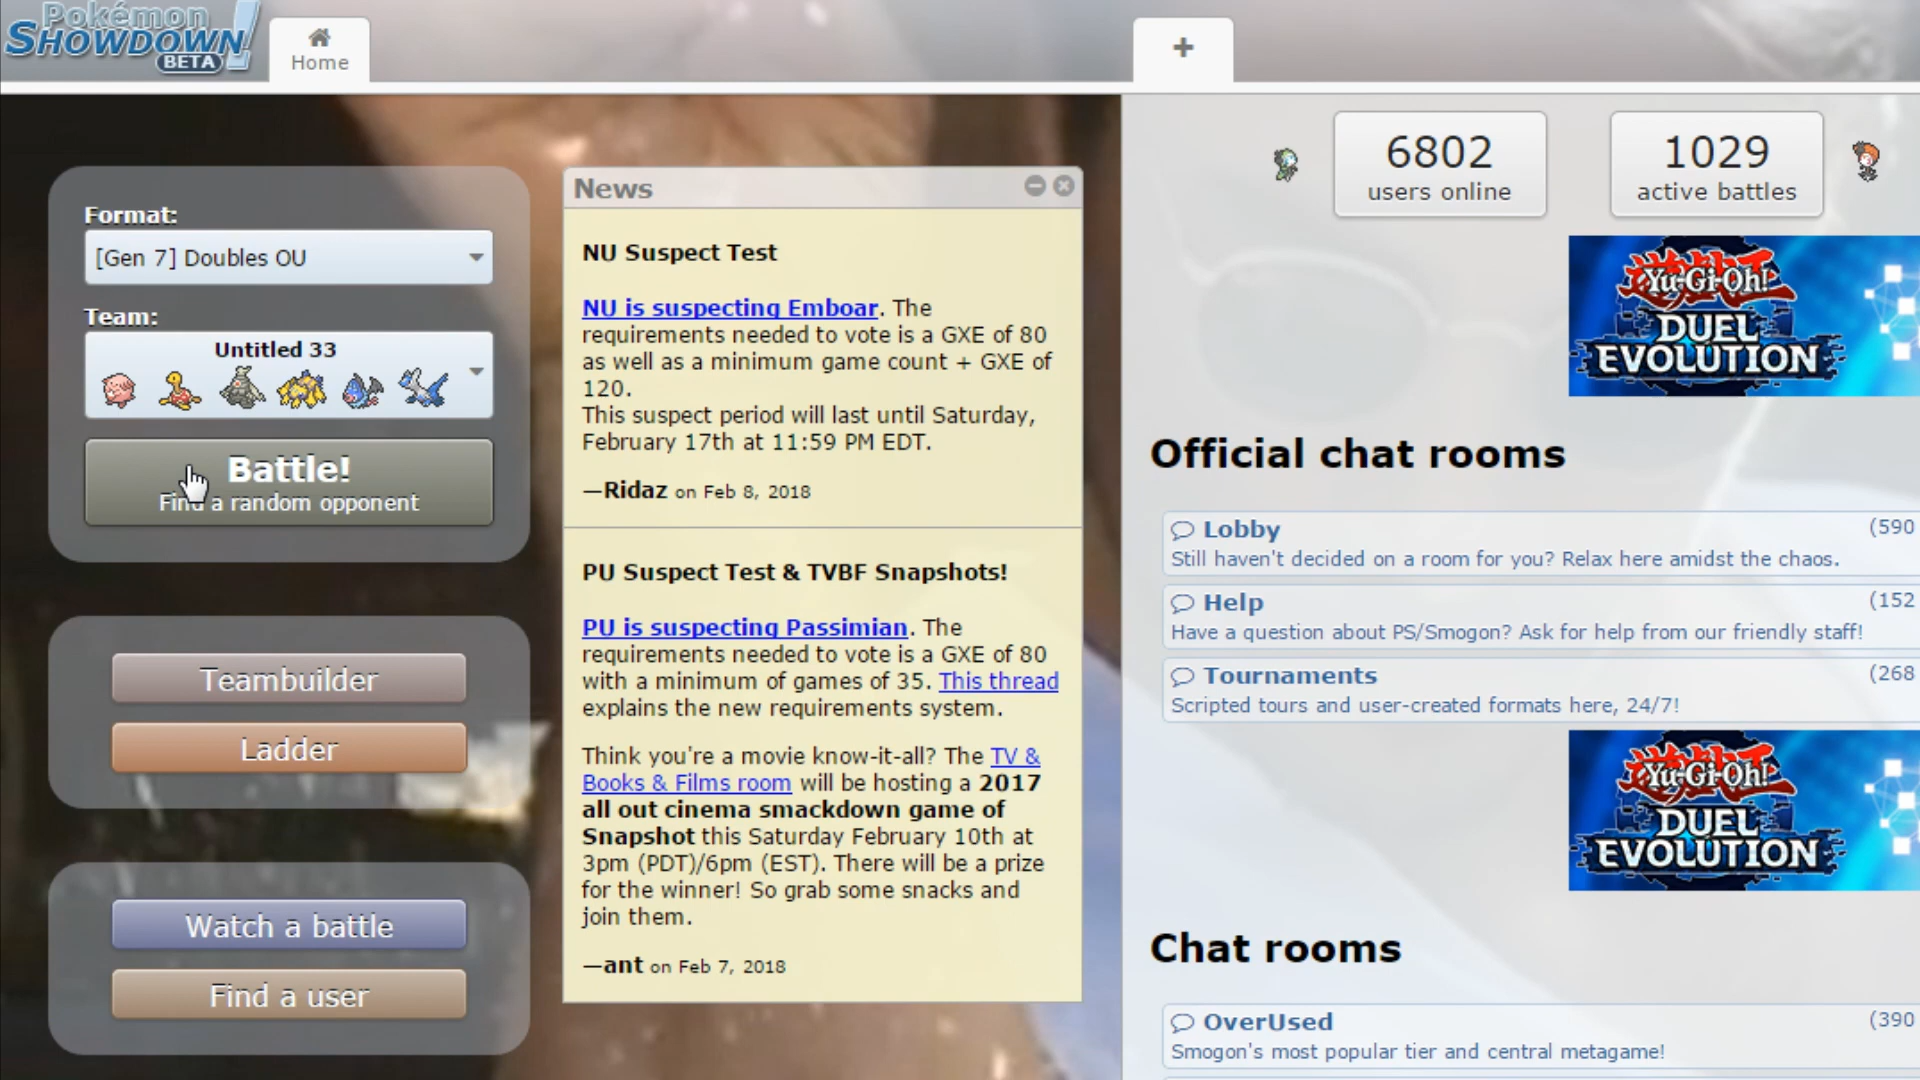 Pokémon
SHOWDOWN!
BETA
Home
Format:
[Gen 7] Doubles OU
Team:
Untitled 33
Battle!
Find a random opponent
Teambuilder
Ladder
Watch a battle
Find a user
News
NU Suspect Test
NU is suspecting Emboar. The
requirements needed to vote is a GXE of 80
as well as a minimum game count + GXE of
120.
This suspect period will last until Saturday,
February 17th at 11:59 PM EDT.
—Ridaz on Feb 8, 2018
PU Suspect Test & TVBF Snapshots!
PU is suspecting Passimian. The
requirements needed to vote is a GXE of 80
with a minimum of games of 35. This thread
explains the new requirements system.
Think you're a movie know-it-all? The TV &
Books & Films room will be hosting a 2017
all out cinema smackdown game of
Snapshot this Saturday February 10th at
3pm (PDT)/6pm (EST). There will be a prize
for the winner! So grab some snacks and
join them.
—ant on Feb 7, 2018
6802
users online
1029
active battles
Yu-Gi-Oh!
DUEL
EVOLUTION
Official chat rooms
Lobby (590
Still haven't decided on a room for you? Relax here amidst the chaos.
Help (152
Have a question about PS/Smogon? Ask for help from our friendly staff!
Tournaments (268
Scripted tours and user-created formats here, 24/7!
Yu-Gi-Oh!
DUEL
EVOLUTION
Chat rooms
OverUsed (390
Smogon's most popular tier and central metagame!